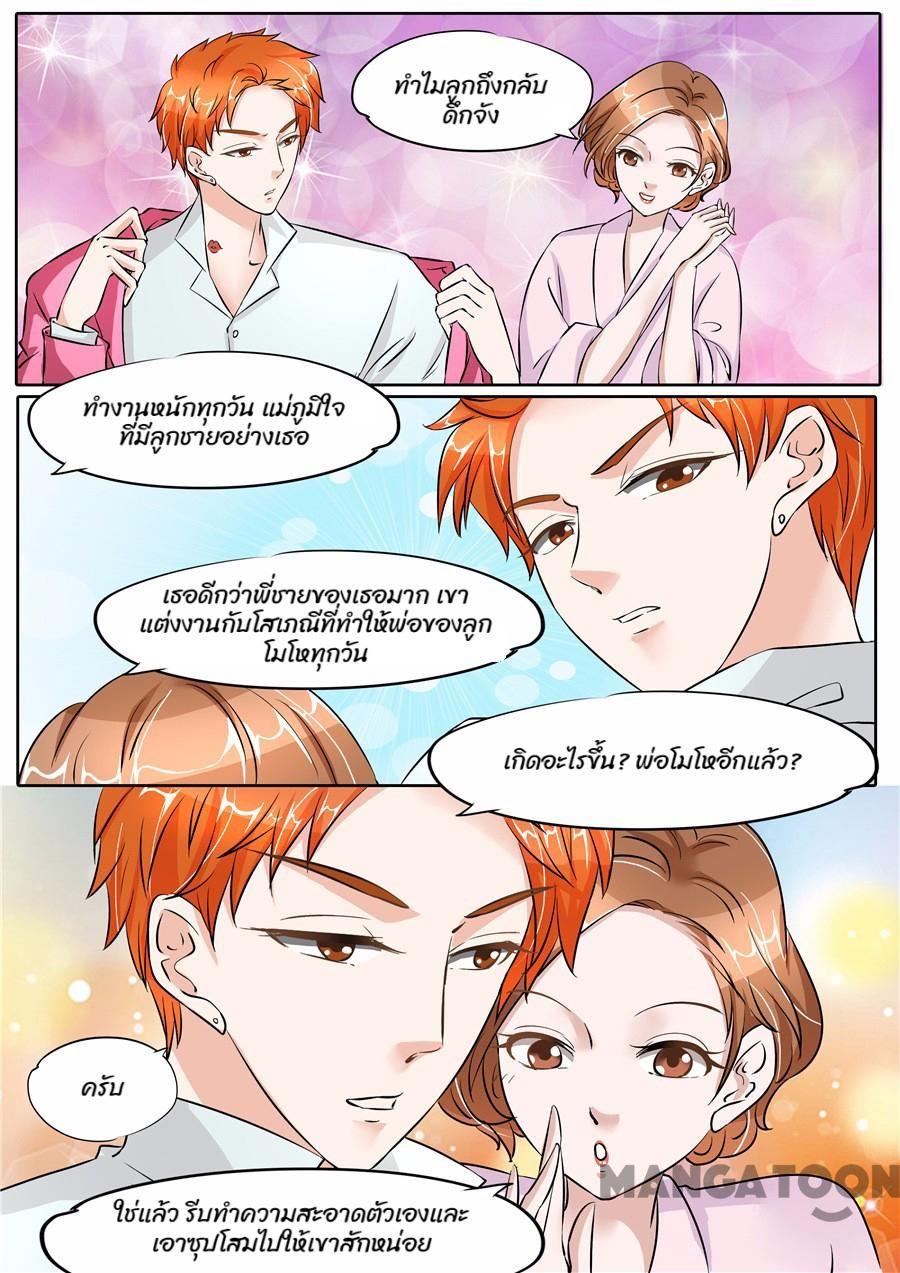 ทำไมลูกถึงกลับ
ดึกจัง
ทำงานหนักทุกวัน แม่ภูมิใจ
ที่มีลูกชายอย่างเธอ
เธอดีกว่าพี่ชายของเธอมาก เขา
แต่งงานกับโสเภณีที่ทำให้พ่อของลูก
โมโหทุกวัน
เกิดอะไรขึ้น? พ่อโมโหอีกแล้ว?
ครับ
ใช่แล้ว รีบทำความสะอาดตัวเองและ
เอาซุปโสมไปให้เขาสักหน่อย
MANGATOON